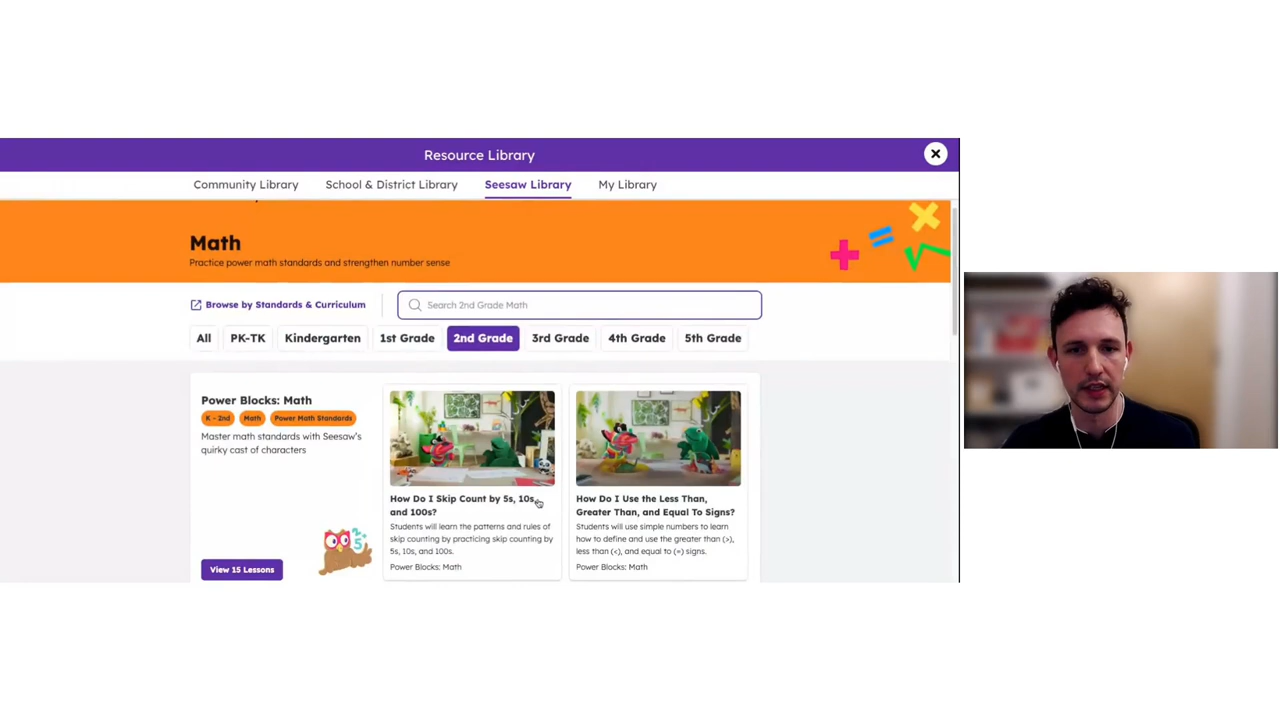 Resource Library
Community Library
School & District Library
Seesaw Library
My Library
Math
Practice power math standards and strengthen number sense
Browse by Standards & Curriculum
Search 2nd Grade Math
All
PK-TK
Kindergarten
1st Grade
2nd Grade
3rd Grade
4th Grade
5th Grade
Power Blocks: Math
K - 2nd
Math
Power Math Standards
Master math standards with Seesaw's
quirky cast of characters
View 15 Lessons
How Do I Skip Count by 5s, 10s,
and 100s?
Students will learn the patterns and rules of
skip counting by practicing skip counting by
5s, 10s, and 100s.
Power Blocks: Math
How Do I Use the Less Than,
Greater Than, and Equal To Signs?
Students will use simple numbers to learn
how to define and use the greater than (>),
less than (<), and equal to (=) signs.
Power Blocks: Math